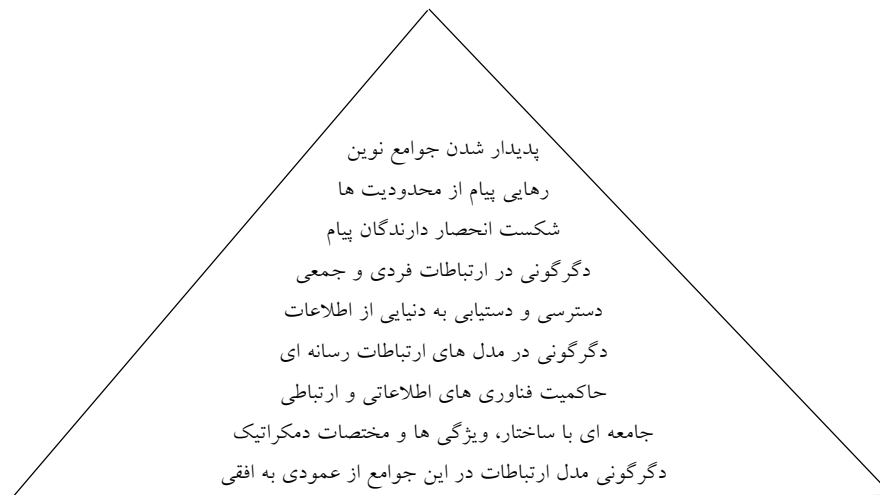 پدیدار شدن جوامع نوین
رهایی پیام از محدودیت ها
شکست انحصار دارندگان پیام
دگرگونی در ارتباطات فردی و جمعی
دسترسی و دستیابی به دنیایی از اطلاعات
دگرگونی در مدل های ارتباطات رسانه ای
حاکمیت فناوری های اطلاعاتی و ارتباطی
جامعه ای با ساختار، ویژگی ها و مختصات دمکراتیک
دگرگونی مدل ارتباطات در این جوامع از عمودی به افقی